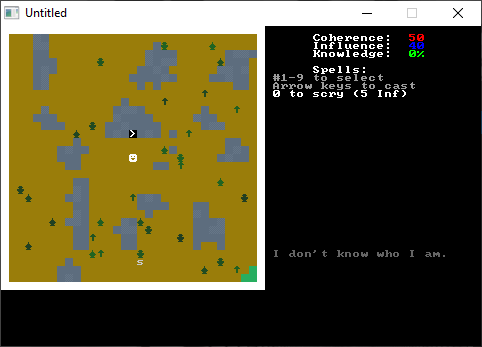 Untitled
Coherence: 50
Influence: 40
Knowledge: 0%
Spells:
#1-9 to select
Arrow keys to cast
0 to scry (5 Inf)
>
I don't know who I am.
s